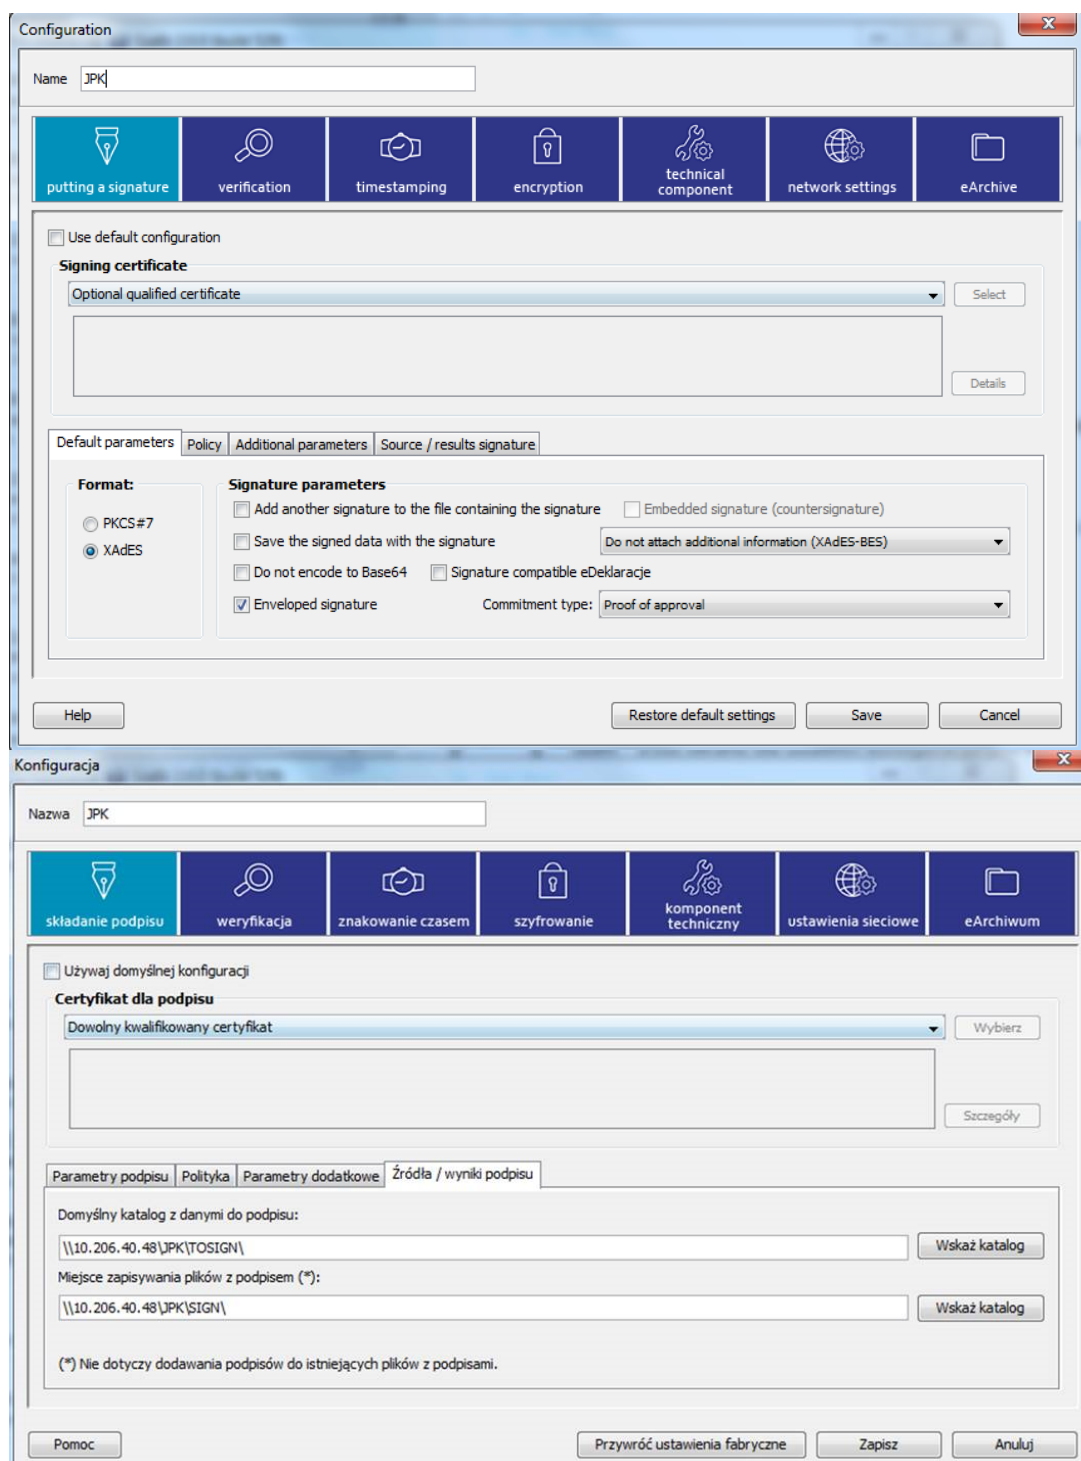 Configuration
Name JPK
putting a signature verification timestamping encryption technical component network settings eArchive
Use default configuration
Signing certificate
Optional qualified certificate Select
Details
Default parameters Policy Additional parameters Source / results signature
Format: Signature parameters
Add another signature to the file containing the signature Embedded signature (countersignature)
PKCS#7
Save the signed data with the signature Do not attach additional information (XAdES-BES)
XAdES
Do not encode to Base64 Signature compatible eDeklaracje
Enveloped signature Commitment type: Proof of approval
Help Restore default settings Save Cancel
Konfiguracja
Nazwa JPK
składanie podpisu weryfikacja znakowanie czasem szyfrowanie komponent techniczny ustawienia sieciowe eArchiwum
Używaj domyślnej konfiguracji
Certyfikat dla podpisu
Dowolny kwalifikowany certyfikat Wybierz
Szczegóły
Parametry podpisu Polityka Parametry dodatkowe Źródła / wyniki podpisu
Domyślny katalog z danymi do podpisu:
\\10.206.40.48\JPK\TOSIGN\ Wskaż katalog
Miejsce zapisywania plików z podpisem (*):
\\10.206.40.48\JPK\SIGN\ Wskaż katalog
(*) Nie dotyczy dodawania podpisów do istniejących plików z podpisami.
Pomoc Przywróć ustawienia fabryczne Zapisz Anuluj